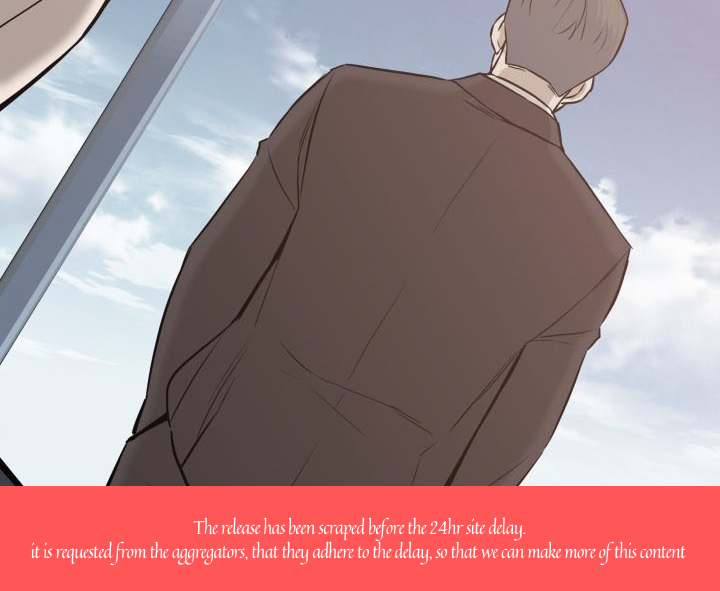 The release has been scraped before the 24hr site delay.
it is requested from the aggregators, that they adhere to the delay, so that we can make more of this content